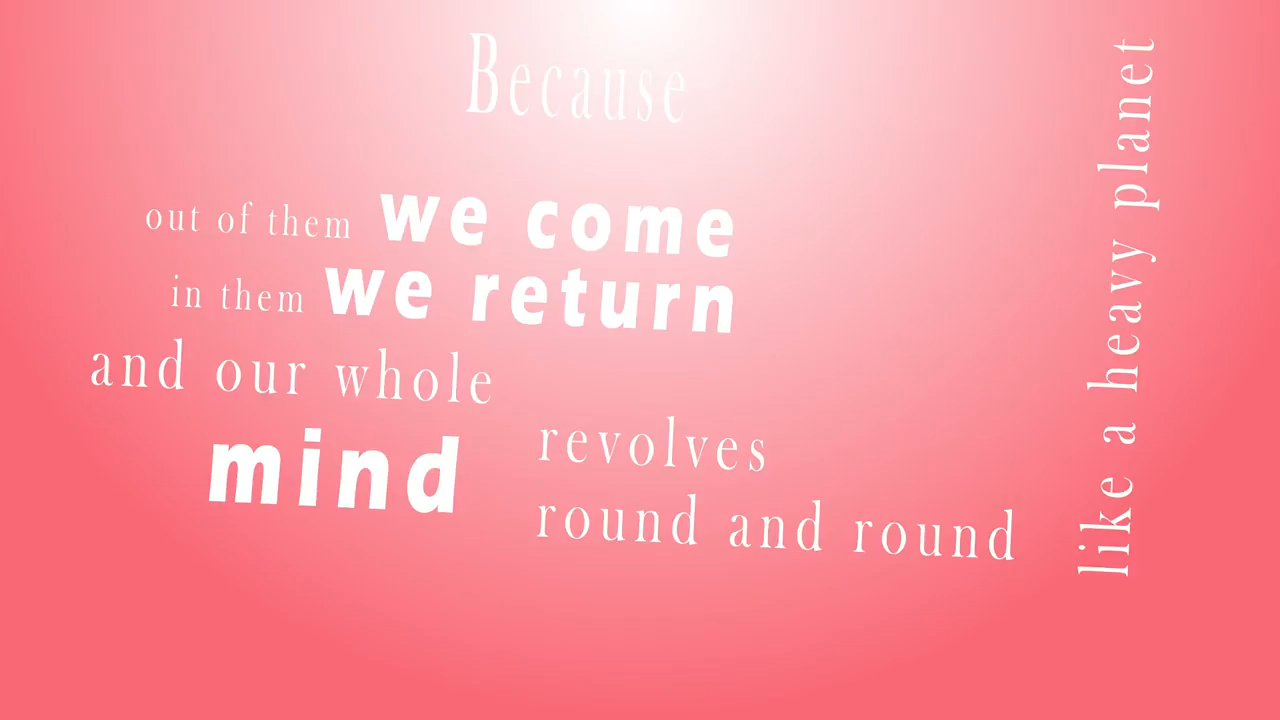 Because
out of them we come
in them we return
and our whole
mind
revolves
round and round
like a heavy planet